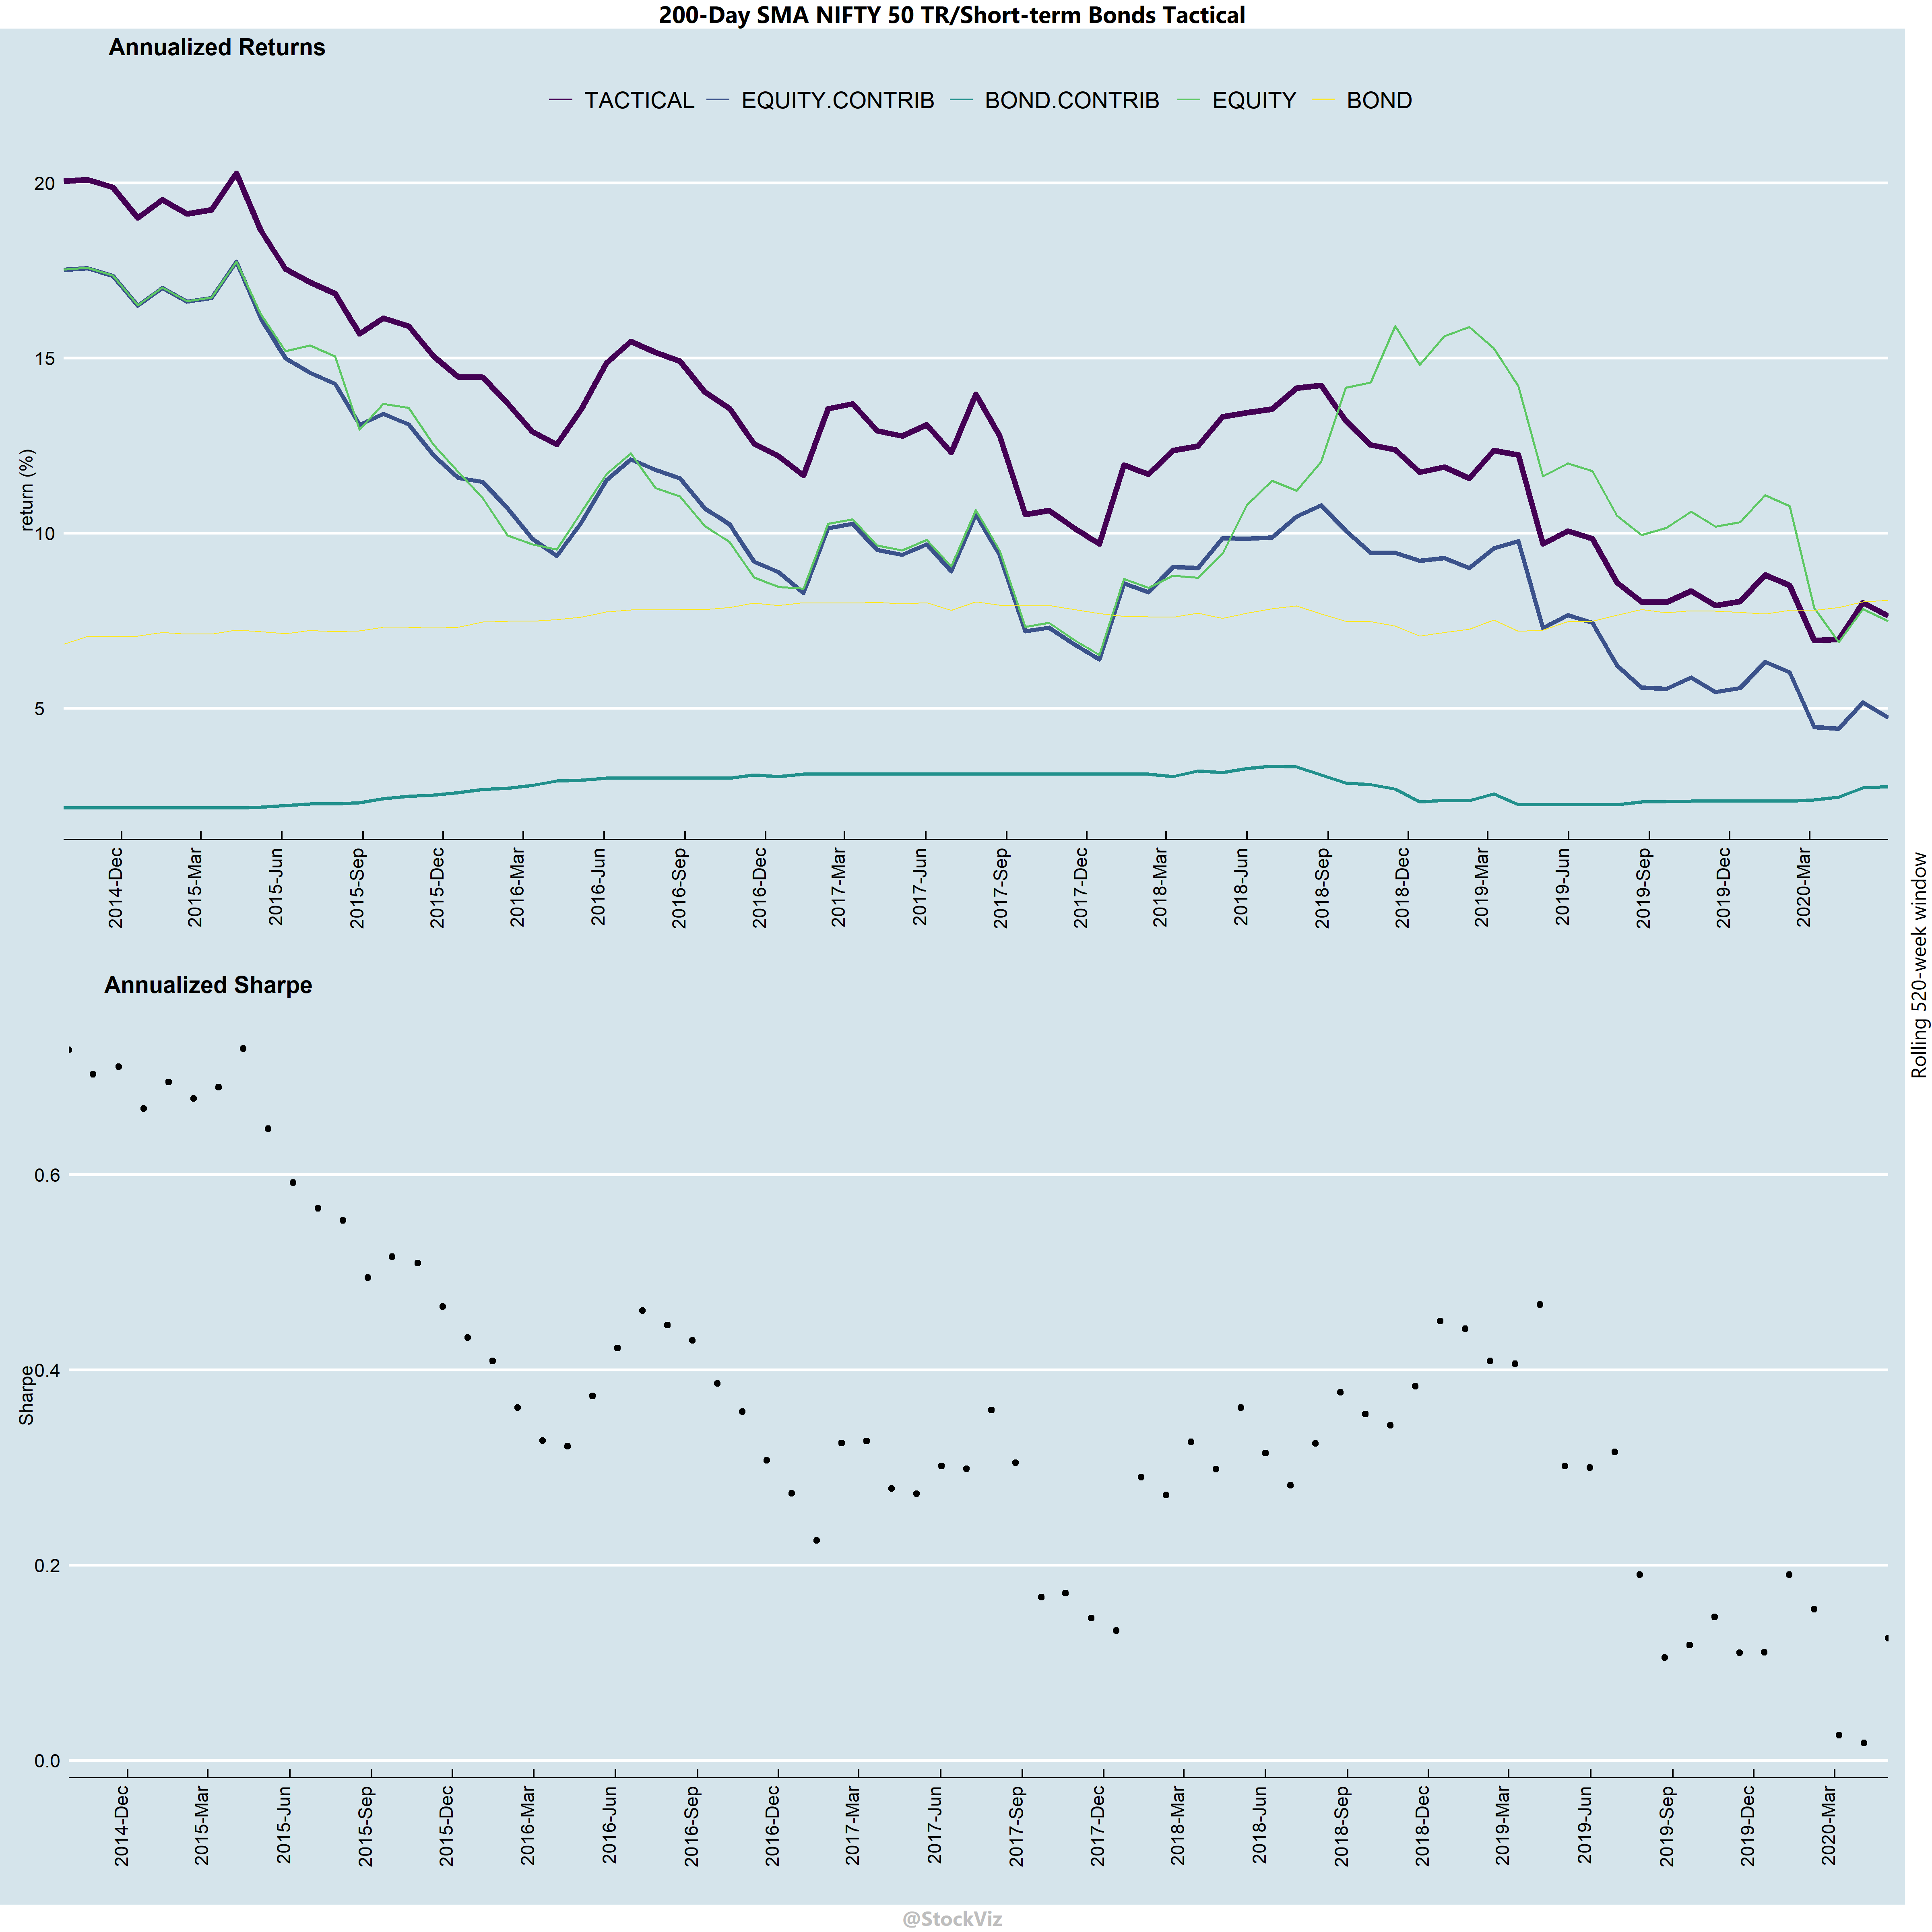 200-Day SMA NIFTY 50 TR/Short-term Bonds Tactical
Annualized Returns
TACTICAL EQUITY.CONTRIB BOND.CONTRIB EQUITY BOND
return (%)
20
15
10
5
2014-Dec
2015-Mar
2015-Jun
2015-Sep
2015-Dec
2016-Mar
2016-Jun
2016-Sep
2016-Dec
2017-Mar
2017-Jun
2017-Sep
2017-Dec
2018-Mar
2018-Jun
2018-Sep
2018-Dec
2019-Mar
2019-Jun
2019-Sep
2019-Dec
2020-Mar
Rolling 520-week window
Annualized Sharpe
Sharpe
0.6
0.4
0.2
0.0
2014-Dec
2015-Mar
2015-Jun
2015-Sep
2015-Dec
2016-Mar
2016-Jun
2016-Sep
2016-Dec
2017-Mar
2017-Jun
2017-Sep
2017-Dec
2018-Mar
2018-Jun
2018-Sep
2018-Dec
2019-Mar
2019-Jun
2019-Sep
2019-Dec
2020-Mar
@StockViz